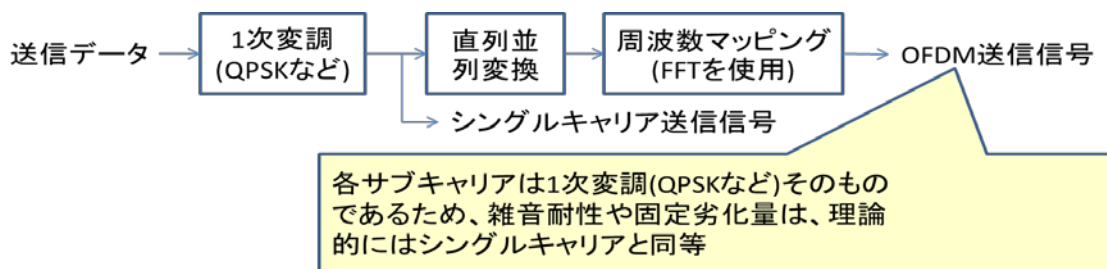 送信データ
1次変調
(QPSKなど)
直列並
列変換
周波数マッピング
(FFTを使用)
OFDM送信信号
シングルキャリア送信信号
各サブキャリアは1次変調(QPSKなど)そのもの
であるため、雑音耐性や固定劣化量は、理論
的にはシングルキャリアと同等